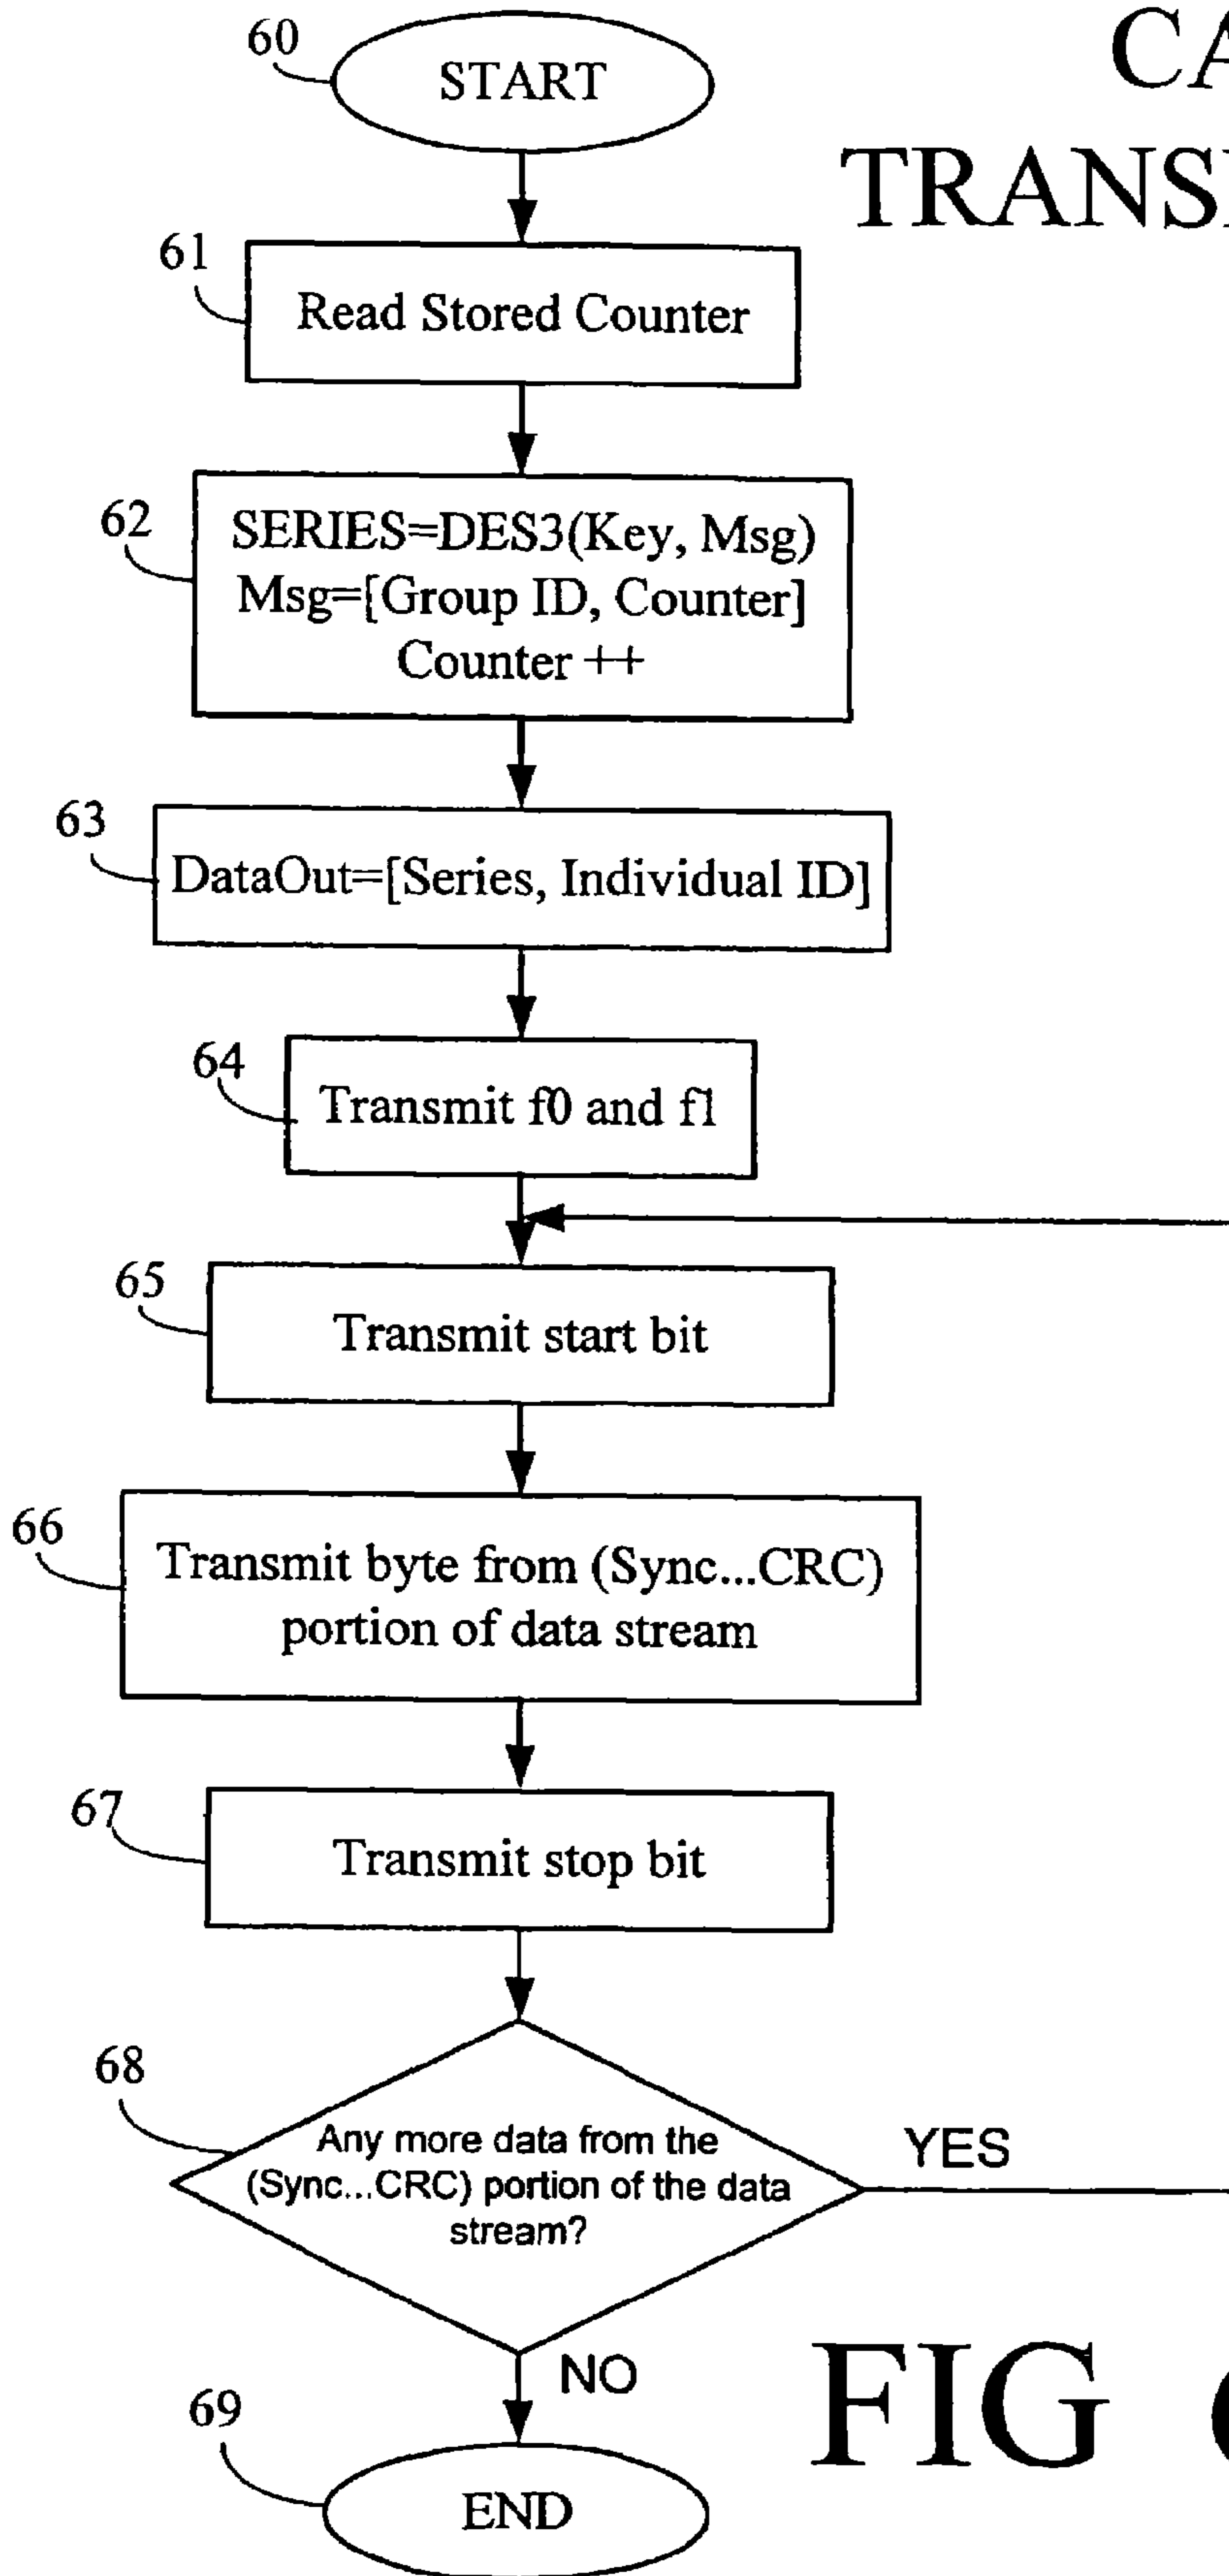 60
START
61
Read Stored Counter
62
SERIES=DES3(Key, Msg)
Msg=[Group ID, Counter]
Counter ++
63
DataOut=[Series, Individual ID]
64
Transmit f0 and f1
65
Transmit start bit
66
Transmit byte from (Sync...CRC)
portion of data stream
67
Transmit stop bit
68
Any more data from the
(Sync...CRC) portion of the data
stream?
YES
NO
FIG
69
END